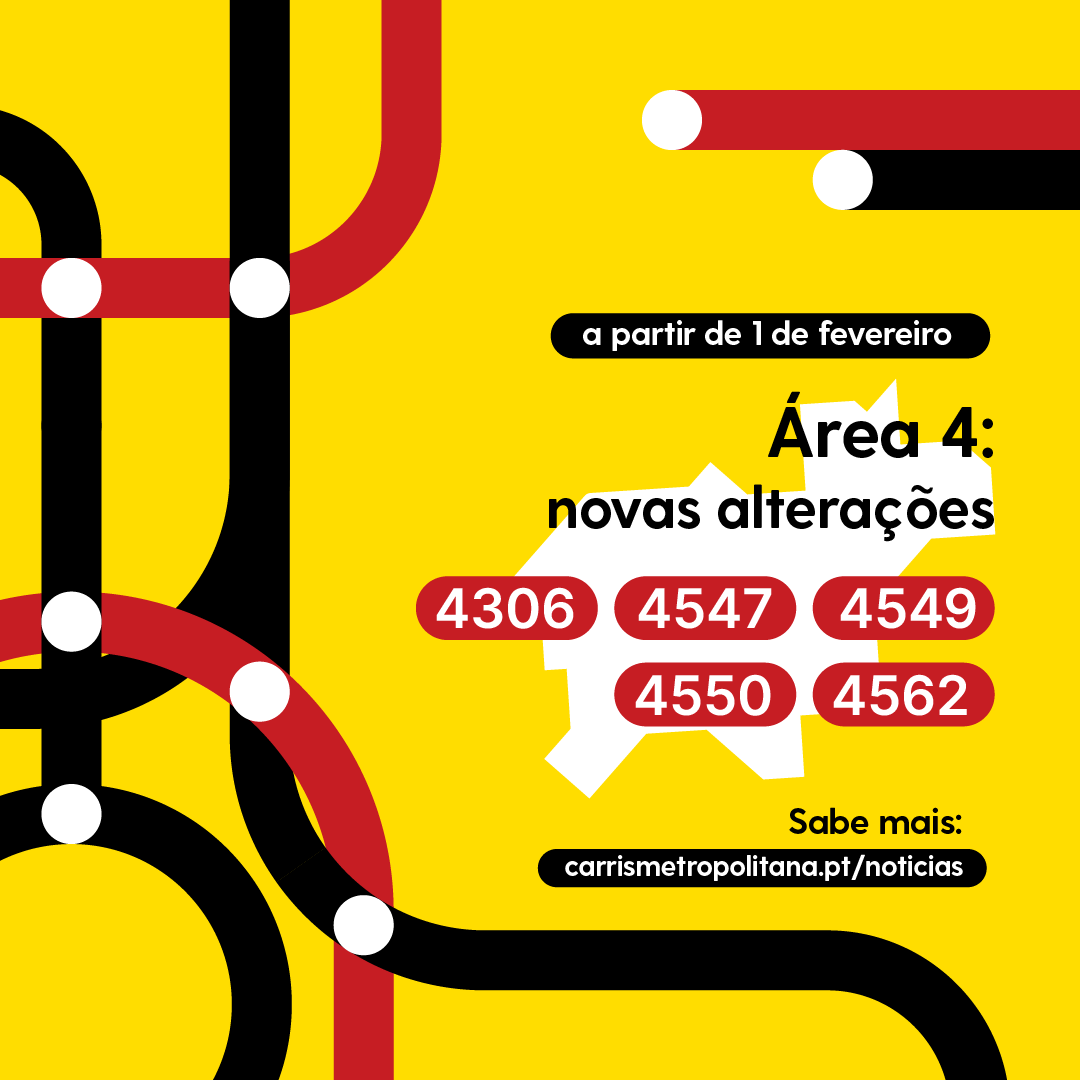 a partir de 1 de fevereiro
Área 4:
novas alterações
4306 4547 4549
4550 4562
Sabe mais:
carrismetropolitana.pt/noticias